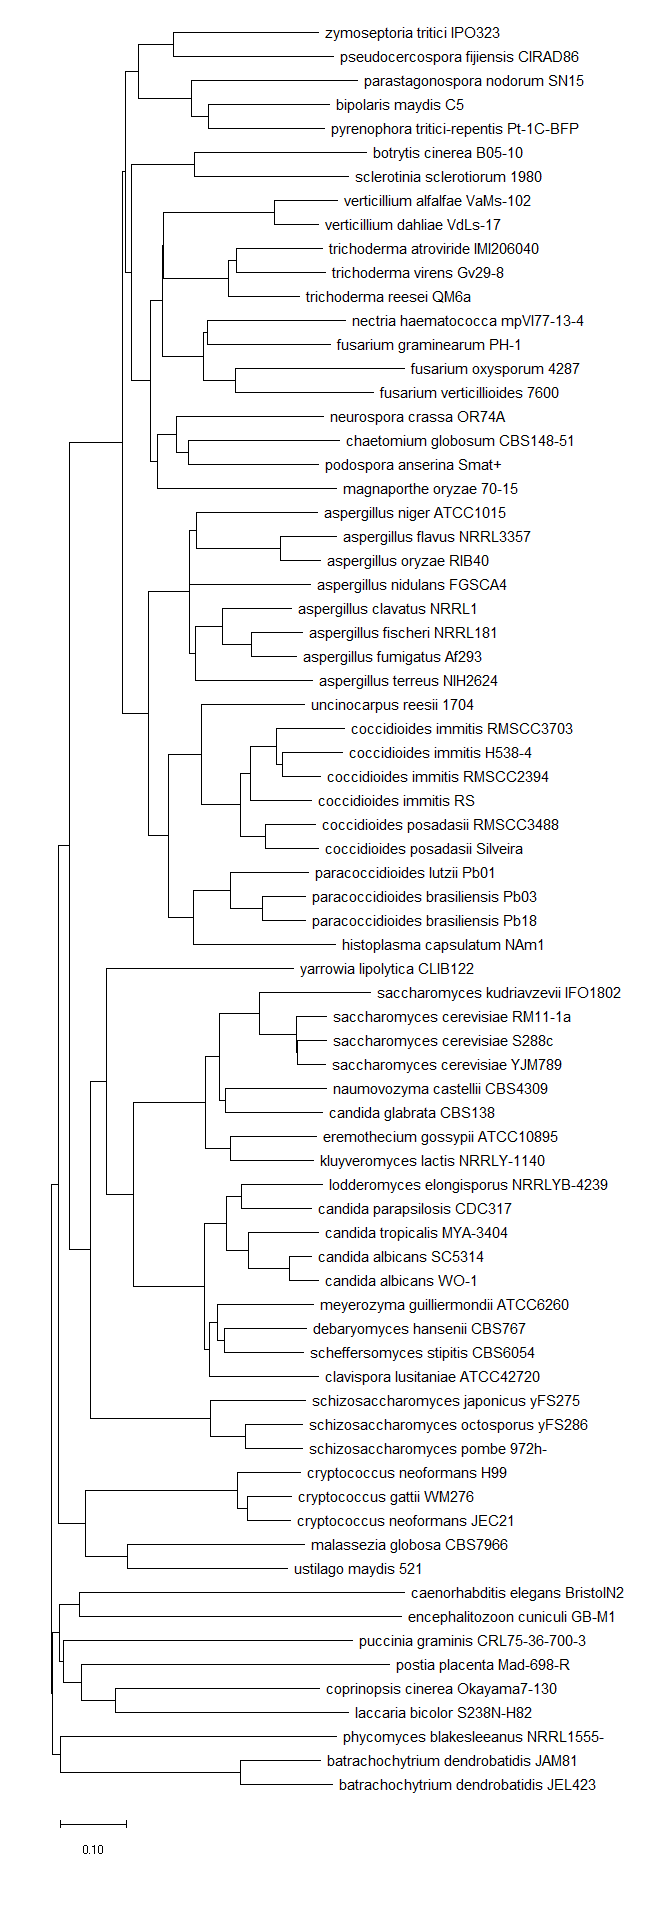 zymoseptoria tritici IPO323
pseudocercospora fijiensis CIRAD86
parastagonospora nodorum SN15
bipolaris maydis C5
pyrenophora tritici-repentis Pt-1C-BFP
botrytis cinerea B05-10
sclerotinia sclerotiorum 1980
verticillium alfalfae VaMs-102
verticillium dahliae VdLs-17
trichoderma atroviride IMI206040
trichoderma virens Gv29-8
trichoderma reesei QM6a
nectria haematococca mpVI77-13-4
fusarium graminearum PH-1
fusarium oxysporum 4287
fusarium verticillioides 7600
neurospora crassa OR74A
chaetomium globosum CBS148-51
podospora anserina Smat+
magnaporthe oryzae 70-15
aspergillus niger ATCC1015
aspergillus flavus NRRL3357
aspergillus oryzae RIB40
aspergillus nidulans FGSCA4
aspergillus clavatus NRRL1
aspergillus fischeri NRRL181
aspergillus fumigatus Af293
aspergillus terreus NIH2624
uncinocarpus reesii 1704
coccidioides immitis RMSCC3703
coccidioides immitis H538-4
coccidioides immitis RMSCC2394
coccidioides immitis RS
coccidioides posadasii RMSCC3488
coccidioides posadasii Silveira
paracoccidioides lutzii Pb01
paracoccidioides brasiliensis Pb03
paracoccidioides brasiliensis Pb18
histoplasma capsulatum NAm1
yarrowia lipolytica CLIB122
saccharomyces kudriavzevii IFO1802
saccharomyces cerevisiae RM11-1a
saccharomyces cerevisiae S288c
saccharomyces cerevisiae YJM789
naumovozyma castellii CBS4309
candida glabrata CBS138
eremothecium gossypii ATCC10895
kluyveromyces lactis NRRLY-1140
lodderomyces elongisporus NRRLYB-4239
candida parapsilosis CDC317
candida tropicalis MYA-3404
candida albicans SC5314
candida albicans WO-1
meyerozyma guilliermondii ATCC6260
debaryomyces hansenii CBS767
scheffersomyces stipitis CBS6054
clavispora lusitaniae ATCC42720
schizosaccharomyces japonicus yFS275
schizosaccharomyces octosporus yFS286
schizosaccharomyces pombe 972h-
cryptococcus neoformans H99
cryptococcus gattii WM276
cryptococcus neoformans JEC21
malassezia globosa CBS7966
ustilago maydis 521
caenorhabditis elegans BristolN2
encephalitozoon cuniculi GB-M1
puccinia graminis CRL75-36-700-3
postia placenta Mad-698-R
coprinopsis cinerea Okayama7-130
laccaria bicolor S238N-H82
phycomyces blakesleeanus NRRL1555-
batrachochytrium dendrobatidis JAM81
batrachochytrium dendrobatidis JEL423
0.10